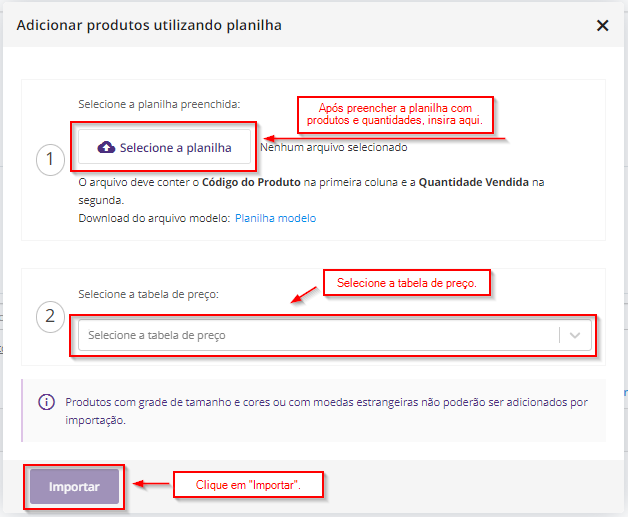 Adicionar produtos utilizando planilha
Selecione a planilha preenchida:
Após preencher a planilha com
produtos e quantidades, insira aqui.
1
Selecione a planilha
Nenhum arquivo selecionado
O arquivo deve conter o Código do Produto na primeira coluna e a Quantidade Vendida na
segunda.
Download do arquivo modelo: Planilha modelo
Selecione a tabela de preço.
Selecione a tabela de preço:
2
Selecione a tabela de preço
Produtos com grade de tamanho e cores ou com moedas estrangeiras não poderão ser adicionados por
importação.
Importar
Clique em "Importar".